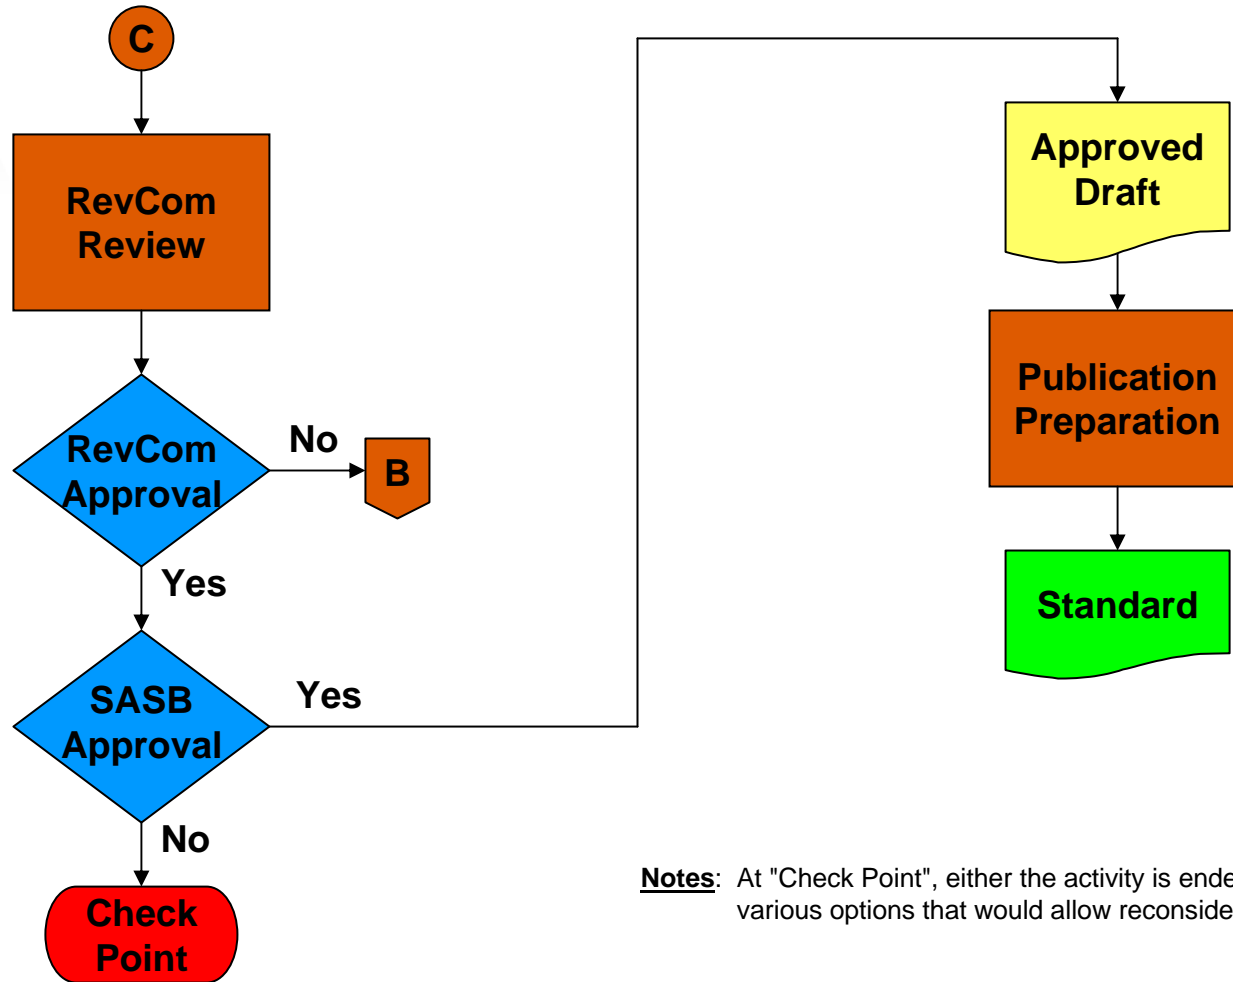 C
RevCom
Review
RevCom
Approval
No
B
Yes
SASB
Approval
Yes
No
Check
Point
Approved
Draft
Publication
Preparation
Standard
Notes: At "Check Point", either the activity is ende
various options that would allow reconside